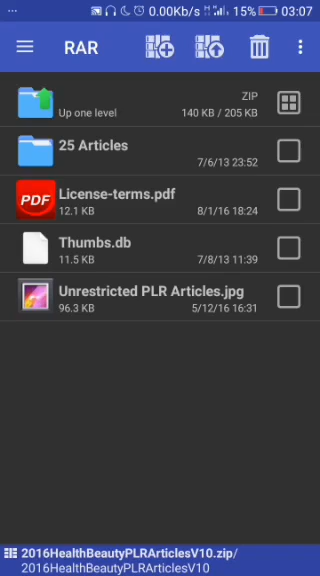 ... 0.00Kb/s 15% 03:07
RAR
ZIP
Up one level 140 KB / 205 KB
25 Articles
7/6/13 23:52
PDF
License-terms.pdf
12.1 KB 8/1/16 18:24
Thumbs.db
11.5 KB 7/8/13 11:39
Unrestricted PLR Articles.jpg
96.3 KB 5/12/16 16:31
2016HealthBeautyPLRArticlesV10.zip/
2016HealthBeautyPLRArticlesV10